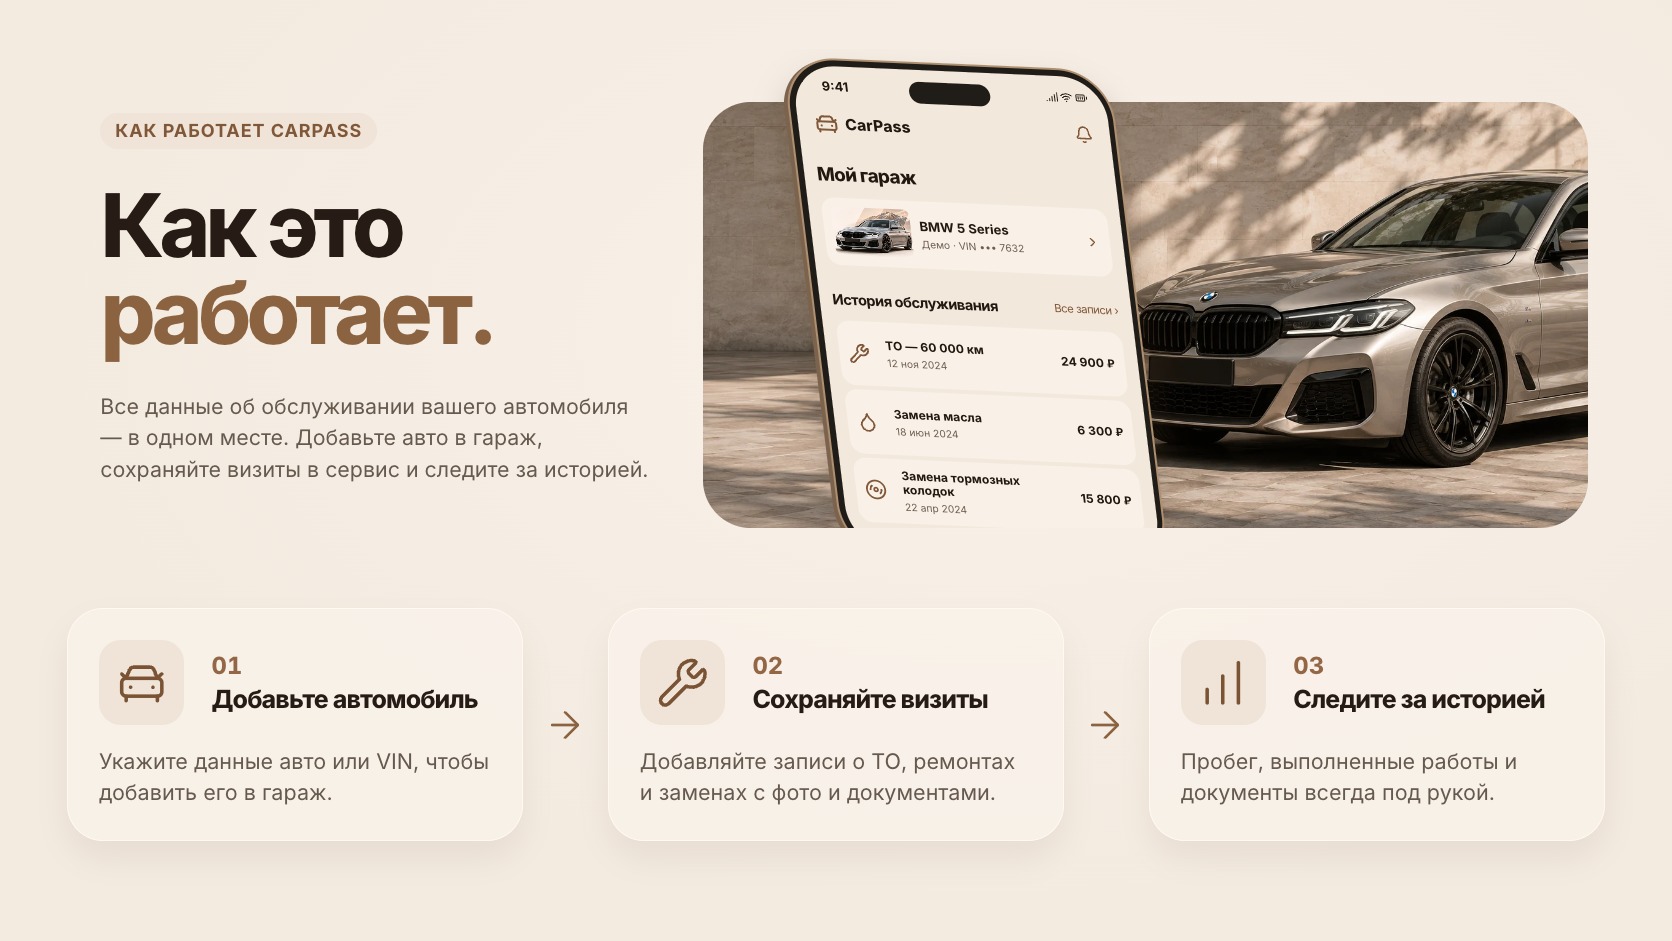 КАК РАБОТАЕТ CARPASS
Как это
работает.
Все данные об обслуживании вашего автомобиля
— в одном месте. Добавьте авто в гараж,
сохраняйте визиты в сервис и следите за историей.
9:41
CarPass
Мой гараж
BMW 5 Series
Демо · VIN ••• 7632
История обслуживания
Все записи ›
ТО — 60 000 км
12 ноя 2024
24 900 ₽
Замена масла
18 июн 2024
6 300 ₽
Замена тормозных
колодок
22 апр 2024
15 800 ₽
01
Добавьте автомобиль
Укажите данные авто или VIN, чтобы
добавить его в гараж.
02
Сохраняйте визиты
Добавляйте записи о ТО, ремонтах
и заменах с фото и документами.
03
Следите за историей
Пробег, выполненные работы и
документы всегда под рукой.